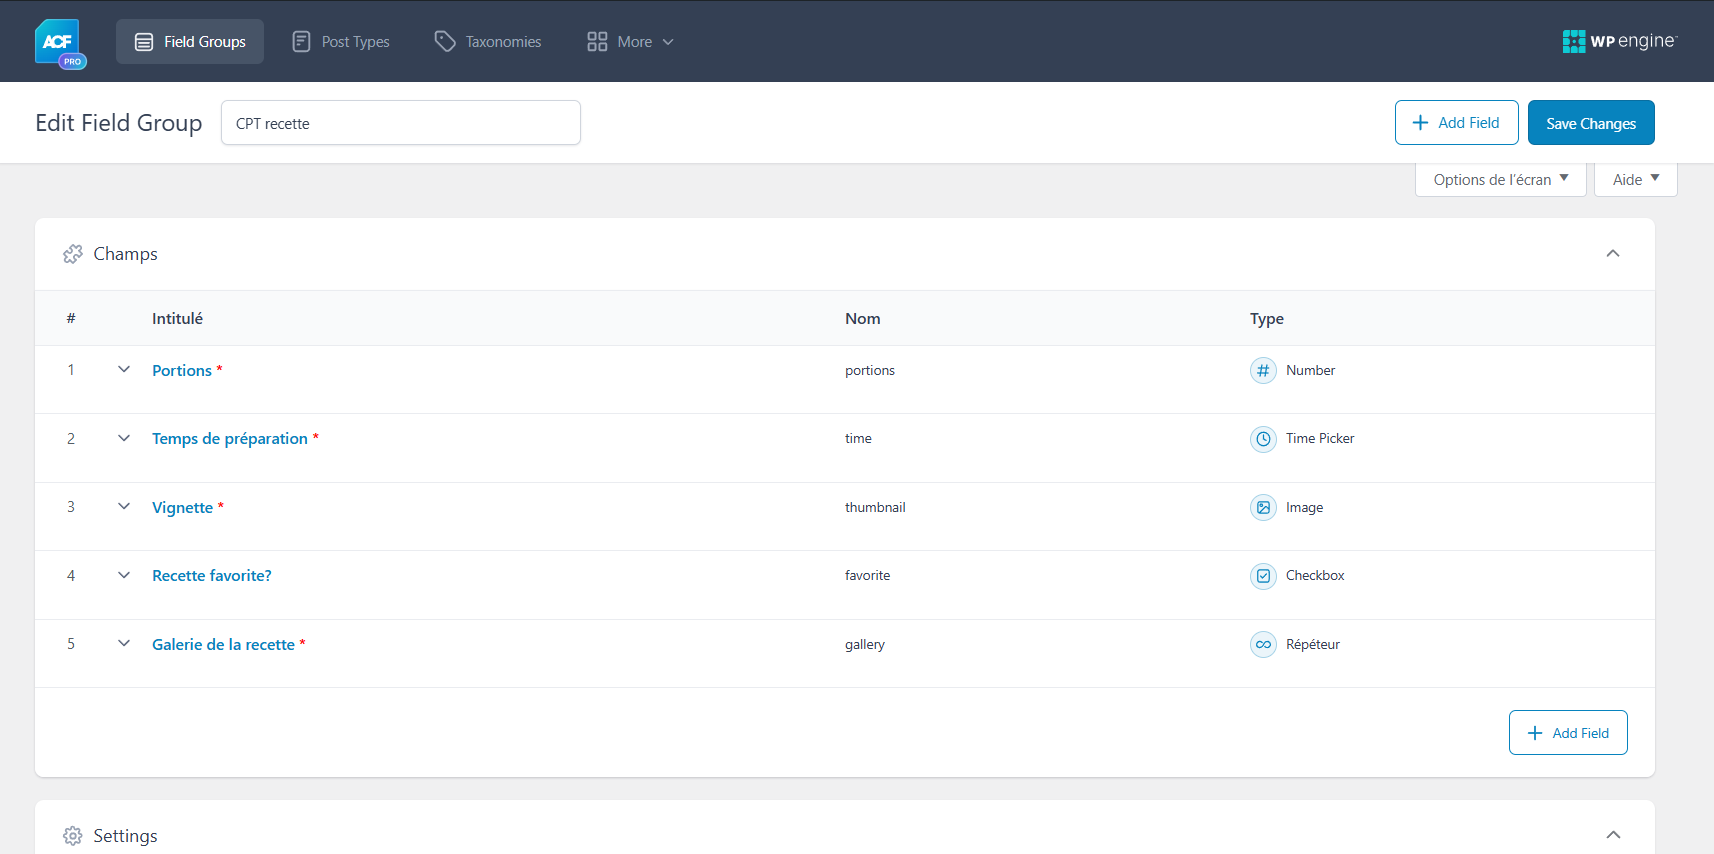 ACF
PRO
Field Groups
Post Types
Taxonomies
More
WP engine
Edit Field Group
CPT recette
Add Field
Save Changes
Options de l'écran
Aide
Champs
# Intitulé Nom Type
1 Portions * portions Number
2 Temps de préparation * time Time Picker
3 Vignette * thumbnail Image
4 Recette favorite? favorite Checkbox
5 Galerie de la recette * gallery Répéteur
Add Field
Settings